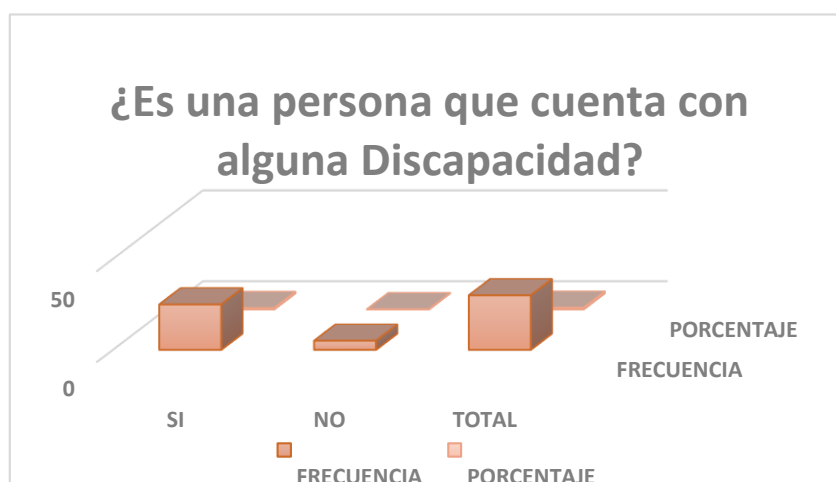 ¿Es una persona que cuenta con
alguna Discapacidad?
50
0
PORCENTAJE
FRECUENCIA
SI NO TOTAL
FRECUENCIA PORCENTAJE